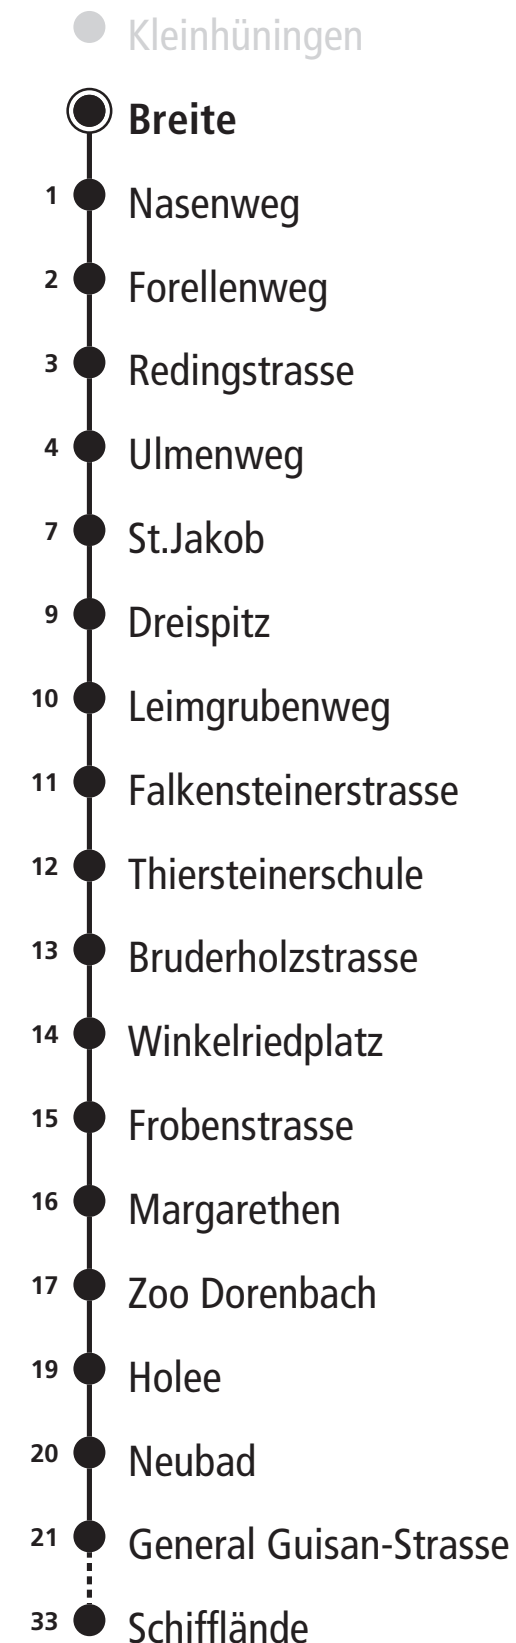 Kleinhüningen
Breite
1 Nasenweg
2 Forellenweg
3 Redingstrasse
4 Ulmenweg
7 St.Jakob
9 Dreispitz
10 Leimgrubenweg
11 Falkensteinerstrasse
12 Thiersteinerschule
13 Bruderholzstrasse
14 Winkelriedplatz
15 Frobenstrasse
16 Margarethen
17 Zoo Dorenbach
19 Holee
20 Neubad
21 General Guisan-Strasse
33 Schifflände